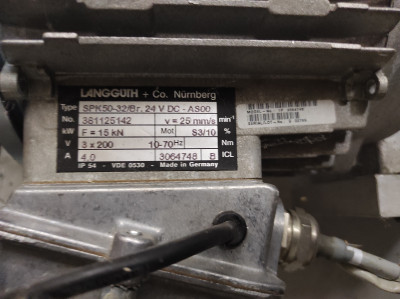 LANGGUTH + Co. Nürnberg
Type SPK50-32/Br. 24 V DC - AS00
No. 381125142 v = 25 mm/s min-1
kW F = 15 kN Mot S3/10 %
V 3 x 200 10-70Hz Nm
A 4.0 3064748 B ICL
IP 54 - VDE 0530 - Made in Germany